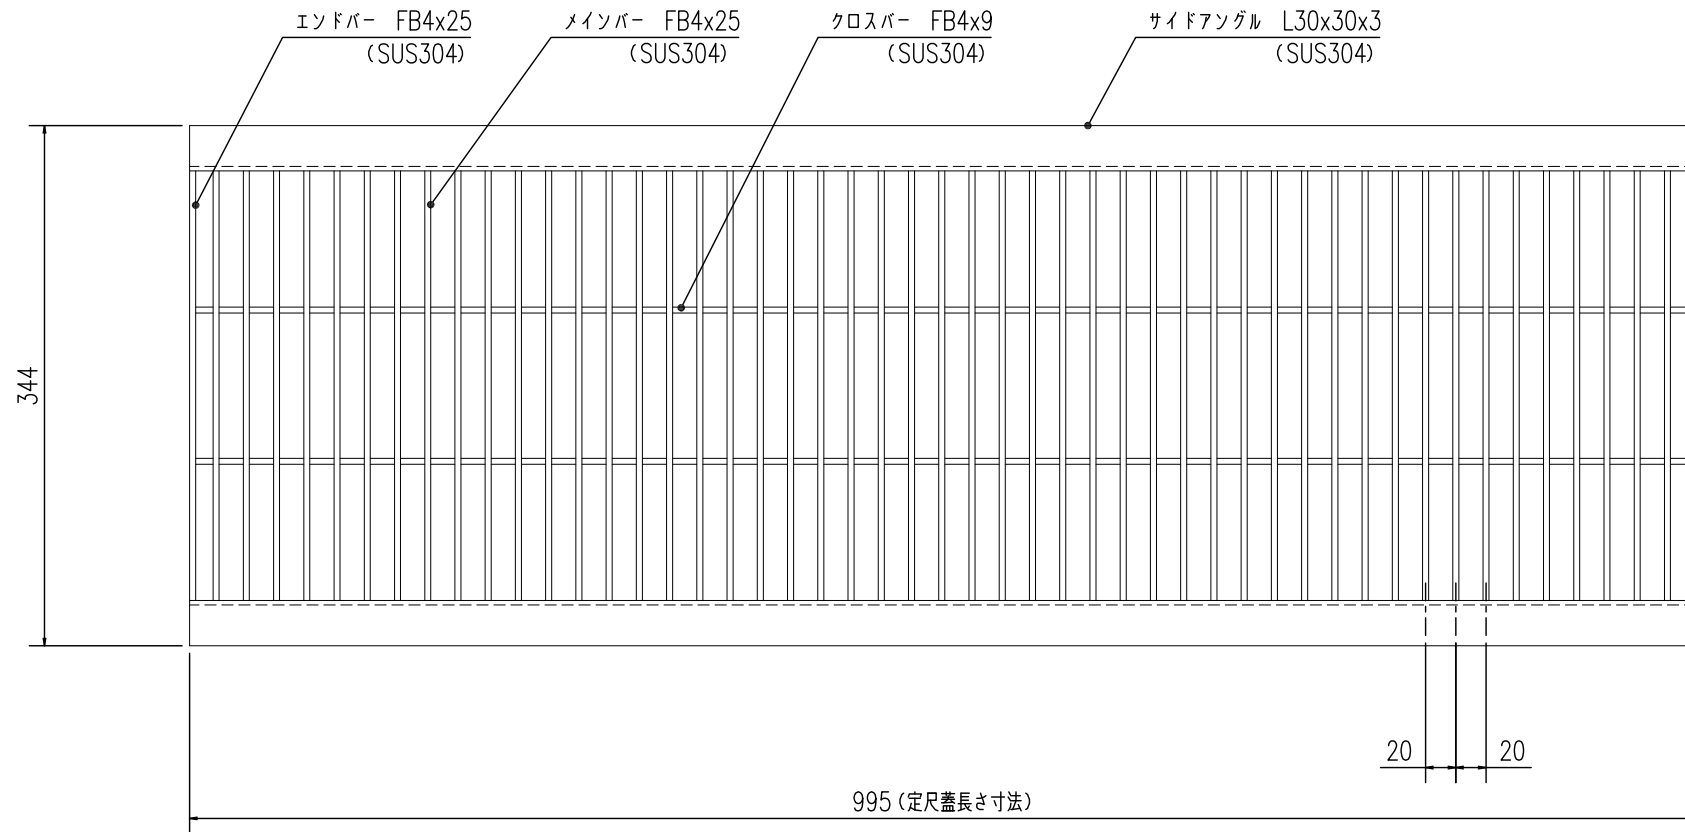 エンドバー FB4x25
(SUS304)
メインバー FB4x25
(SUS304)
クロスバー FB4x9
(SUS304)
サイドアングル L30x30x3
(SUS304)
344
20
20
995(定尺蓋長さ寸法)